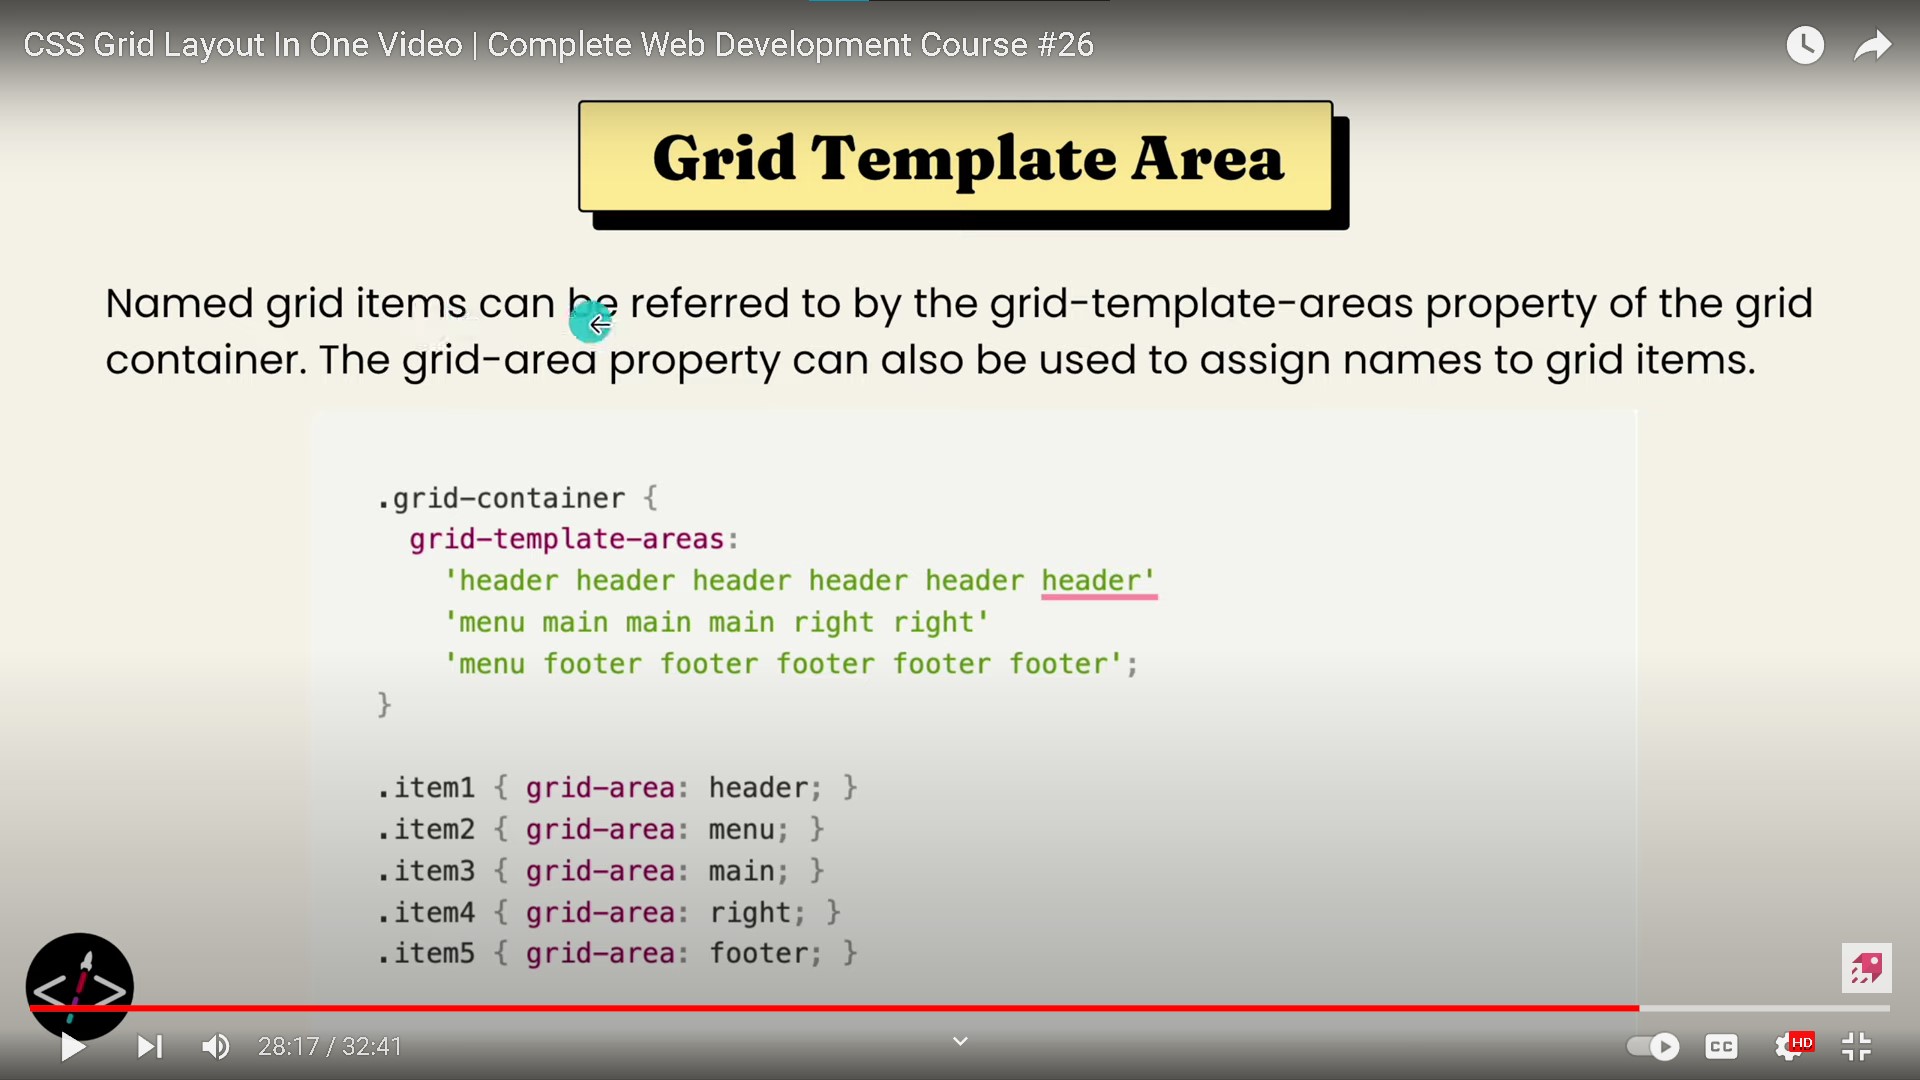 CSS Grid Layout In One Video | Complete Web Development Course #26
Grid Template Area
Named grid items can be referred to by the grid-template-areas property of the grid
container. The grid-area property can also be used to assign names to grid items.
.grid-container {
grid-template-areas:
'header header header header header header'
'menu main main main right right'
'menu footer footer footer footer footer';
}
.item1 { grid-area: header; }
.item2 { grid-area: menu; }
.item3 { grid-area: main; }
.item4 { grid-area: right; }
.item5 { grid-area: footer; }
</>
28:17 / 32:41
CC
HD